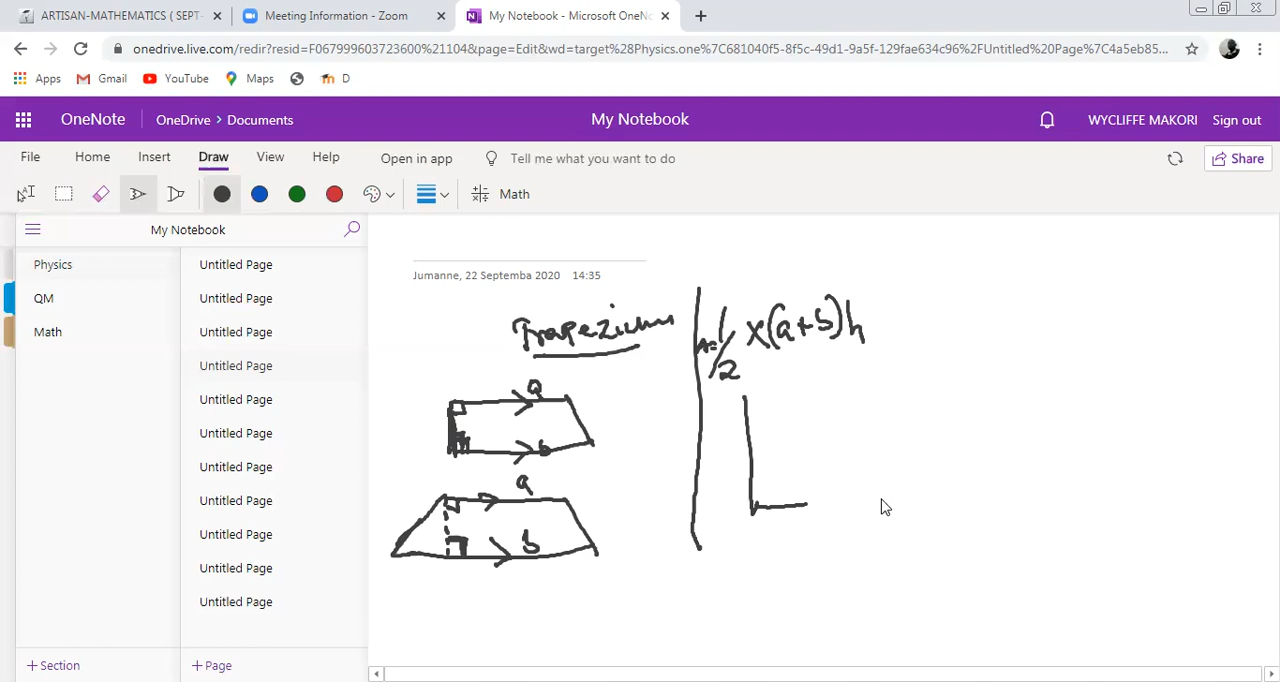 ARTISAN-MATHEMATICS ( SEPT -
Meeting Information - Zoom
My Notebook - Microsoft OneNo
onedrive.live.com/redir?resid=F067999603723600%21104&page=Edit&wd=target%28Physics.one%7C681040f5-8f5c-49d1-9a5f-129fae634c96%2FUntitled%20Page%7C4a5eb85...
Apps
Gmail
YouTube
Maps
D
OneNote
OneDrive > Documents
My Notebook
WYCLIFFE MAKORI
Sign out
File
Home
Insert
Draw
View
Help
Open in app
Tell me what you want to do
Share
Math
My Notebook
Physics
QM
Math
Untitled Page
Untitled Page
Untitled Page
Untitled Page
Untitled Page
Untitled Page
Untitled Page
Untitled Page
Untitled Page
Untitled Page
Untitled Page
+ Section
+ Page
Jumanne, 22 Septemba 2020 14:35
Trapezium
A=1/2 x(a+b)h
a
b
a
b